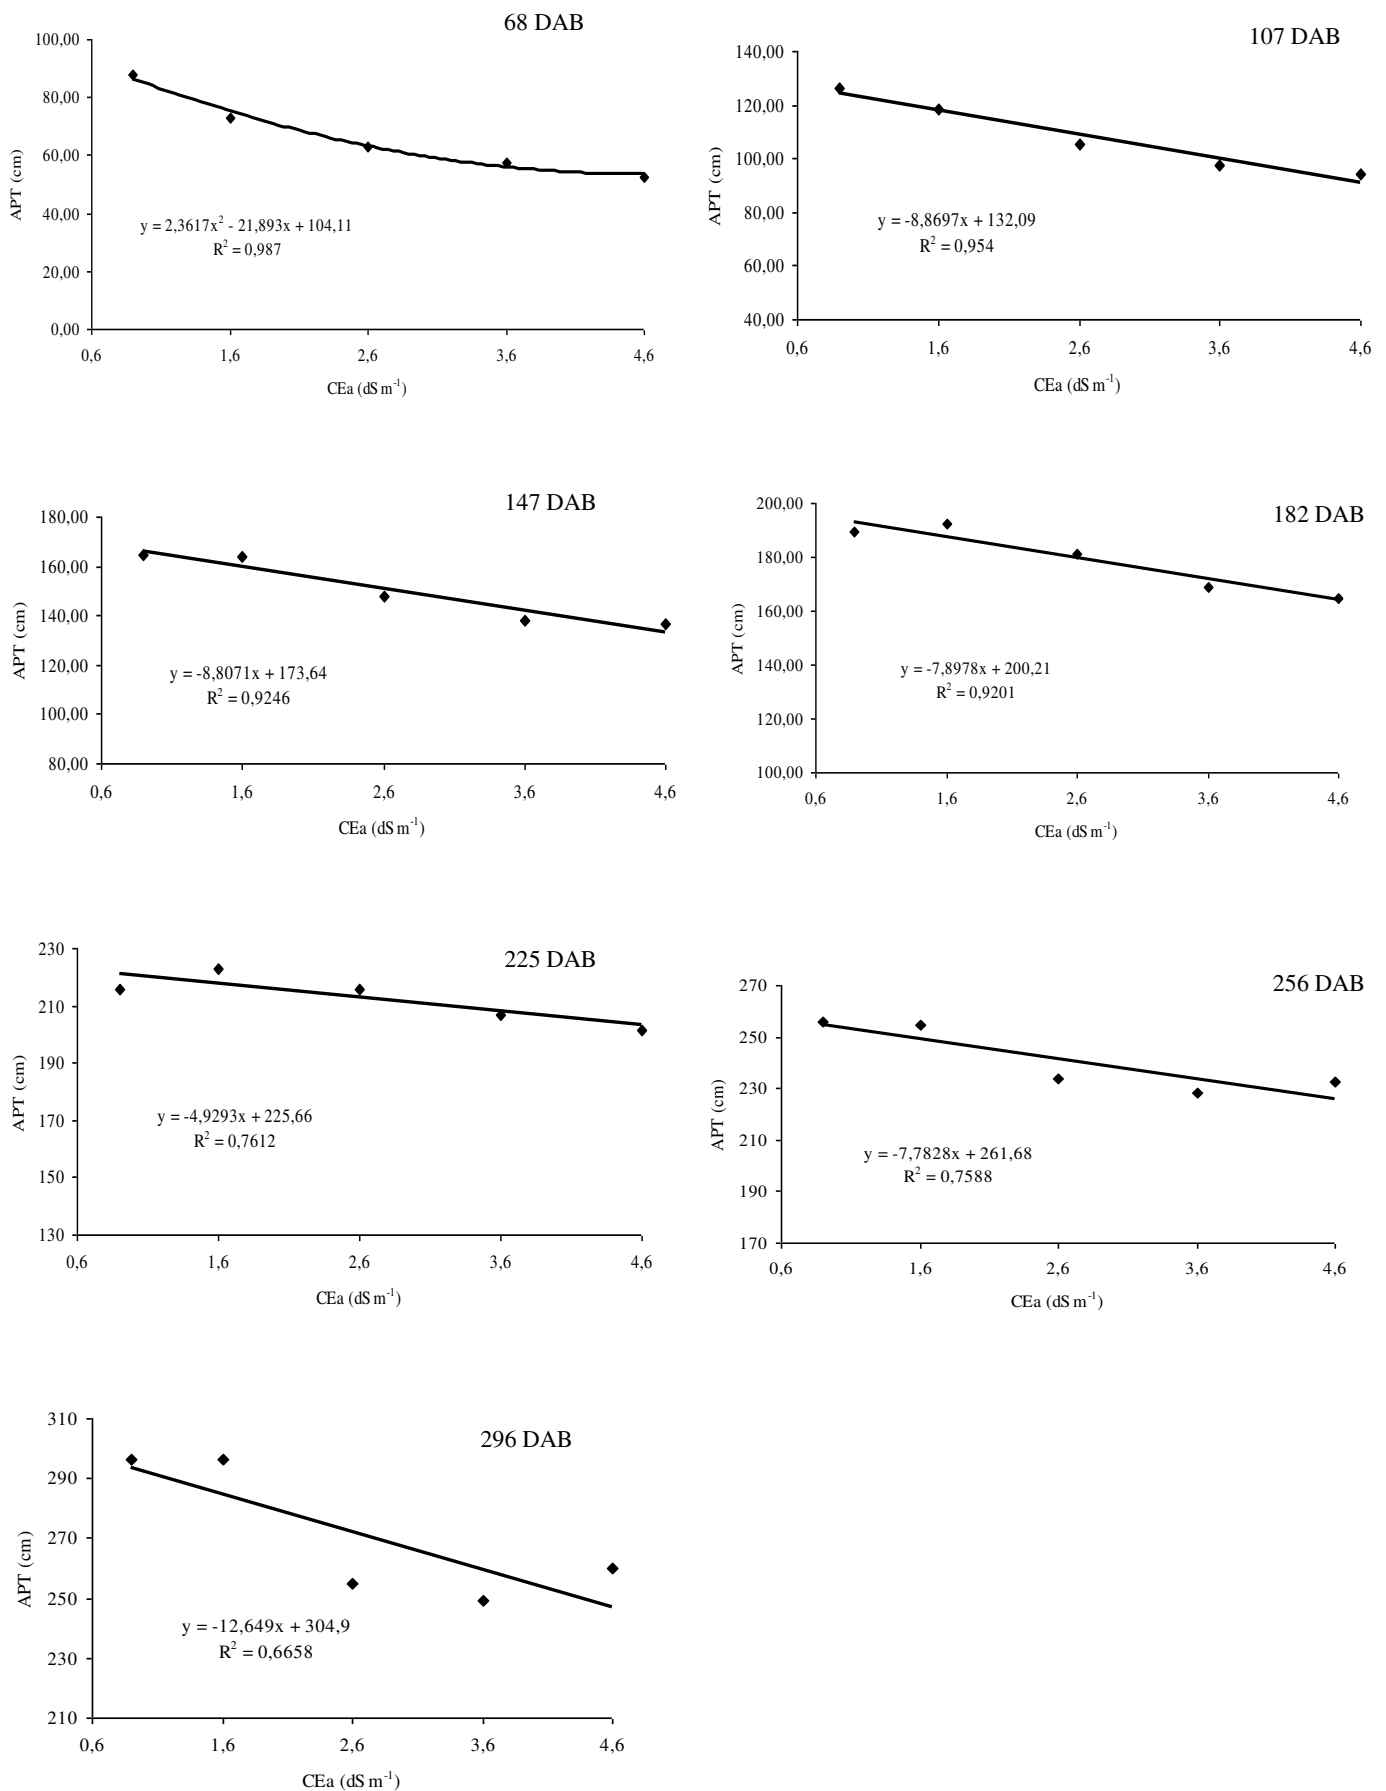 68 DAB
100,00
80,00
60,00
40,00
20,00
0,00
APT (cm)
y = 2,3617x² - 21,893x + 104,11
R² = 0,987
0,6 1,6 2,6 3,6 4,6
CEa (dS m⁻¹)
107 DAB
140,00
120,00
100,00
80,00
60,00
40,00
APT (cm)
y = -8,8697x + 132,09
R² = 0,954
0,6 1,6 2,6 3,6 4,6
CEa (dS m⁻¹)
147 DAB
180,00
160,00
140,00
120,00
100,00
80,00
APT (cm)
y = -8,8071x + 173,64
R² = 0,9246
0,6 1,6 2,6 3,6 4,6
CEa (dS m⁻¹)
182 DAB
200,00
180,00
160,00
140,00
120,00
100,00
APT (cm)
y = -7,8978x + 200,21
R² = 0,9201
0,6 1,6 2,6 3,6 4,6
CEa (dS m⁻¹)
225 DAB
230
210
190
170
150
130
APT (cm)
y = -4,9293x + 225,66
R² = 0,7612
0,6 1,6 2,6 3,6 4,6
CEa (dS m⁻¹)
256 DAB
270
250
230
210
190
170
APT (cm)
y = -7,7828x + 261,68
R² = 0,7588
0,6 1,6 2,6 3,6 4,6
CEa (dS m⁻¹)
296 DAB
310
290
270
250
230
210
APT (cm)
y = -12,649x + 304,9
R² = 0,6658
0,6 1,6 2,6 3,6 4,6
CEa (dS m⁻¹)